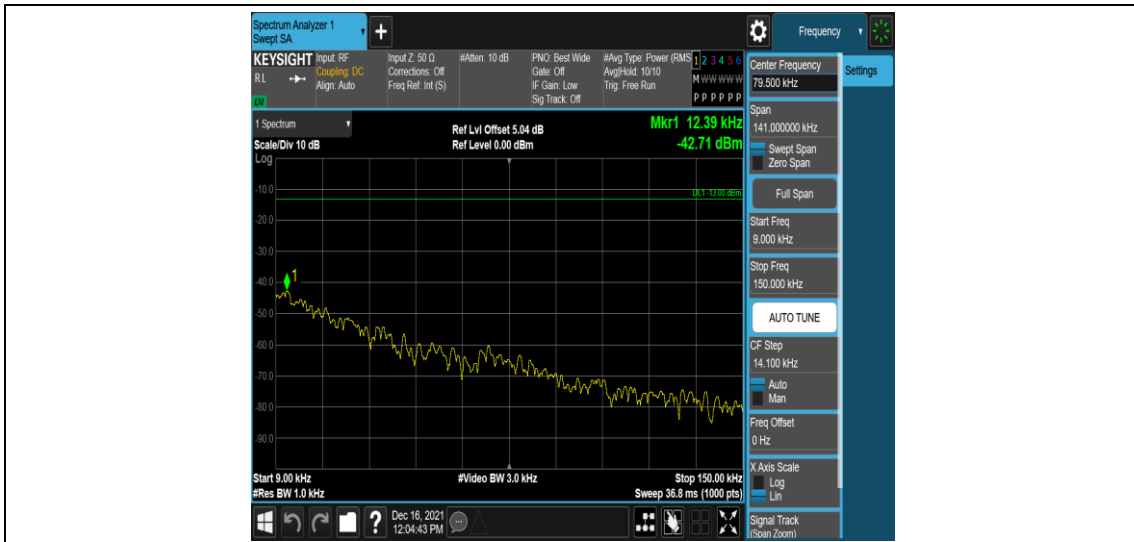 Spectrum Analyzer 1
Swept SA
Frequency
KEYSIGHT
RL
LXI
Input: RF
Coupling: DC
Align: Auto
Input Z: 50 Ω
Corrections: Off
Freq Ref: Int (S)
#Atten: 10 dB
PNO: Best Wide
Gate: Off
IF Gain: Low
Sig Track: Off
#Avg Type: Power (RMS
Avg|Hold: 10/10
Trig: Free Run
1 2 3 4 5 6
M W W W W W
P P P P P P
1 Spectrum
Scale/Div 10 dB
Log
Ref Lvl Offset 5.04 dB
Ref Level 0.00 dBm
Mkr1 12.39 kHz
-42.71 dBm
DL1 -13.00 dBm
-10.0
-20.0
-30.0
-40.0
1
-50.0
-60.0
-70.0
-80.0
-90.0
Start 9.00 kHz
#Res BW 1.0 kHz
#Video BW 3.0 kHz
Stop 150.00 kHz
Sweep 36.8 ms (1000 pts)
Dec 16, 2021
12:04:43 PM
Center Frequency
79.500 kHz
Settings
Span
141.000000 kHz
Swept Span
Zero Span
Full Span
Start Freq
9.000 kHz
Stop Freq
150.000 kHz
AUTO TUNE
CF Step
14.100 kHz
Auto
Man
Freq Offset
0 Hz
X Axis Scale
Log
Lin
Signal Track
(Span Zoom)